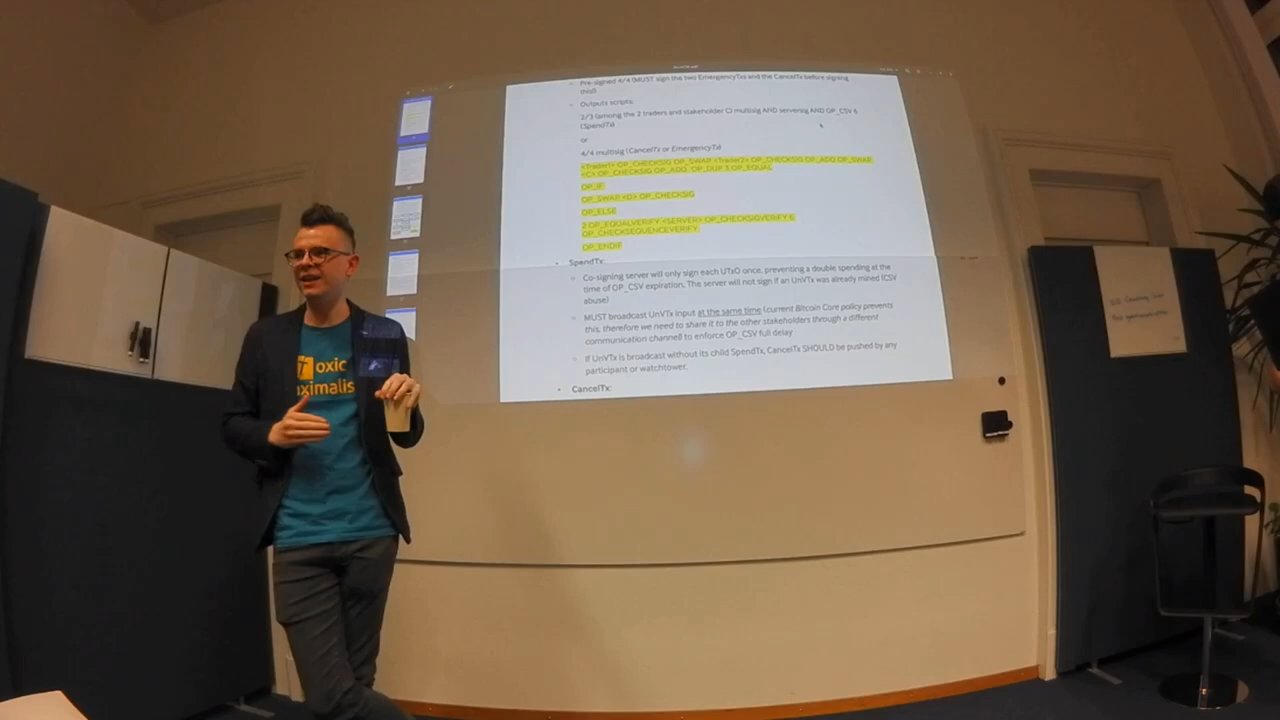 Pre-signed 4/4 (MUST sign the two EmergencyTxs and the CancelTx before signing
this)
Outputs scripts:
2/3 (among the 2 traders and stakeholder C) multisig AND serversig AND OP_CSV 6
(SpendTx)
or
4/4 multisig (CancelTx or EmergencyTx)
<Trader1> OP_CHECKSIG OP_SWAP <Trader2> OP_CHECKSIG OP_ADD OP_SWAP
<C> OP_CHECKSIG OP_ADD OP_DUP 3 OP_EQUAL
OP_IF
OP_SWAP <D> OP_CHECKSIG
OP_ELSE
2 OP_EQUALVERIFY <SERVER> OP_CHECKSIGVERIFY 6
OP_CHECKSEQUENCEVERIFY
OP_ENDIF
SpendTx:
Co-signing server will only sign each UTxO once, preventing a double spending at the
time of OP_CSV expiration. The server will not sign if an UnVTx was already mined (CSV
abuse)
MUST broadcast UnVTx input at the same time (current Bitcoin Core policy prevents
this, therefore we need to share it to the other stakeholders through a different
communication channel) to enforce OP_CSV full delay
If UnVTx is broadcast without its child SpendTx, CancelTx SHOULD be pushed by any
participant or watchtower.
CancelTx:
Toxic
aximalis